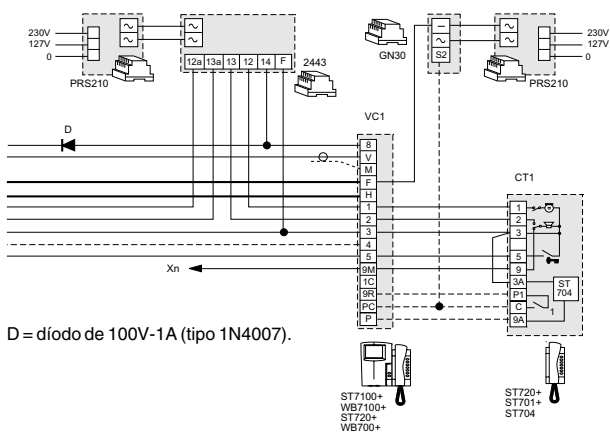 230V
127V
0
PRS210
~
~
~
~
12a 13a 13 12 14 F
2443
GN30
–
~
S2
~
~
230V
127V
0
PRS210
D
VC1
8
V
M
F
H
1
2
3
4
5
9M
1C
9R
PC
P
Xn
CT1
1
2
3
5
9
3A
P1
C
9A
ST
704
1
D = díodo de 100V-1A (tipo 1N4007).
ST7100+
WB7100+
ST720+
WB700+
ST720+
ST701+
ST704